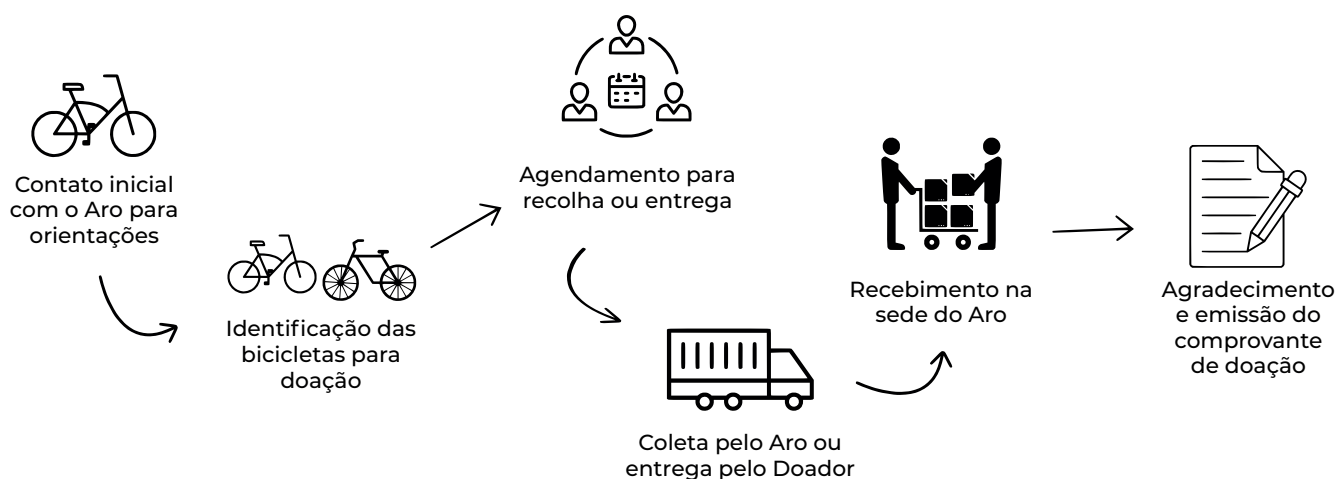 Contato inicial
com o Aro para
orientações
Identificação das
bicicletas para
doação
Agendamento para
recolha ou entrega
Coleta pelo Aro ou
entrega pelo Doador
Recebimento na
sede do Aro
Agradecimento
e emissão do
comprovante
de doação